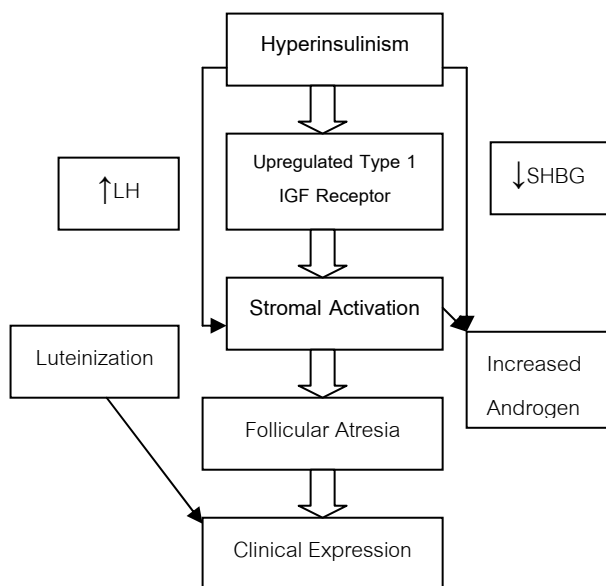 Hyperinsulinism
Upregulated Type 1
IGF Receptor
↑LH
↓SHBG
Stromal Activation
Luteinization
Increased
Androgen
Follicular Atresia
Clinical Expression